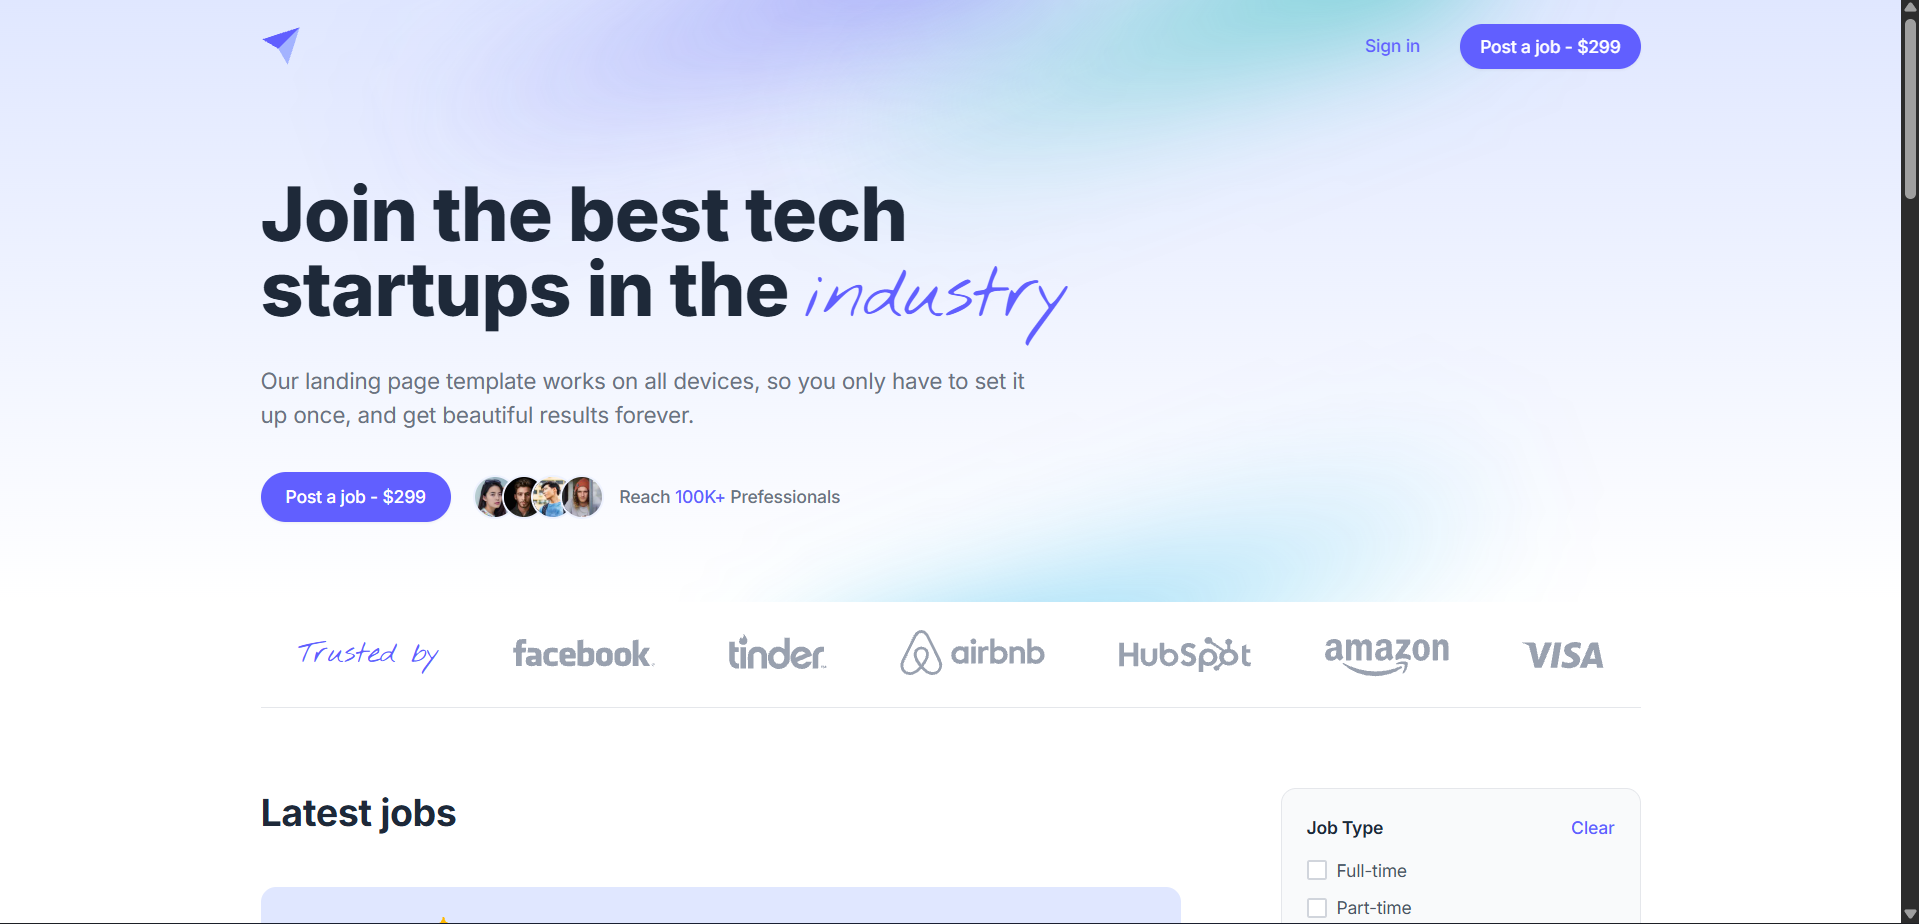 Sign in
Post a job - $299
Join the best tech
startups in the industry
Our landing page template works on all devices, so you only have to set it
up once, and get beautiful results forever.
Post a job - $299
Reach 100K+ Prefessionals
Trusted by
facebook
tinder™
airbnb
HubSpot
amazon
VISA
Latest jobs
Job Type
Clear
Full-time
Part-time